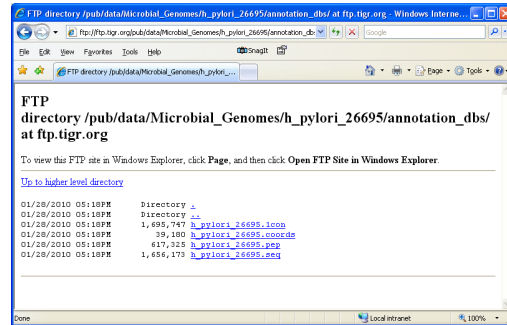 FTP directory /pub/data/Microbial_Genomes/h_pylori_26695/annotation_dbs/ at ftp.tigr.org - Windows Interne...
ftp://ftp.tigr.org/pub/data/Microbial_Genomes/h_pylori_26695/annotation_db Google
File Edit View Favorites Tools Help SnagIt
FTP directory /pub/data/Microbial_Genomes/h_pylori_... Page Tools
FTP
directory /pub/data/Microbial_Genomes/h_pylori_26695/annotation_dbs/
at ftp.tigr.org
To view this FTP site in Windows Explorer, click Page, and then click Open FTP Site in Windows Explorer.
Up to higher level directory
01/28/2010 05:18PM Directory .
01/28/2010 05:18PM Directory ..
01/28/2010 05:18PM 1,695,747 h_pylori_26695.1con
01/28/2010 05:18PM 39,180 h_pylori_26695.coords
01/28/2010 05:18PM 617,325 h_pylori_26695.pep
01/28/2010 05:18PM 1,656,173 h_pylori_26695.seq
Done Local intranet 100%